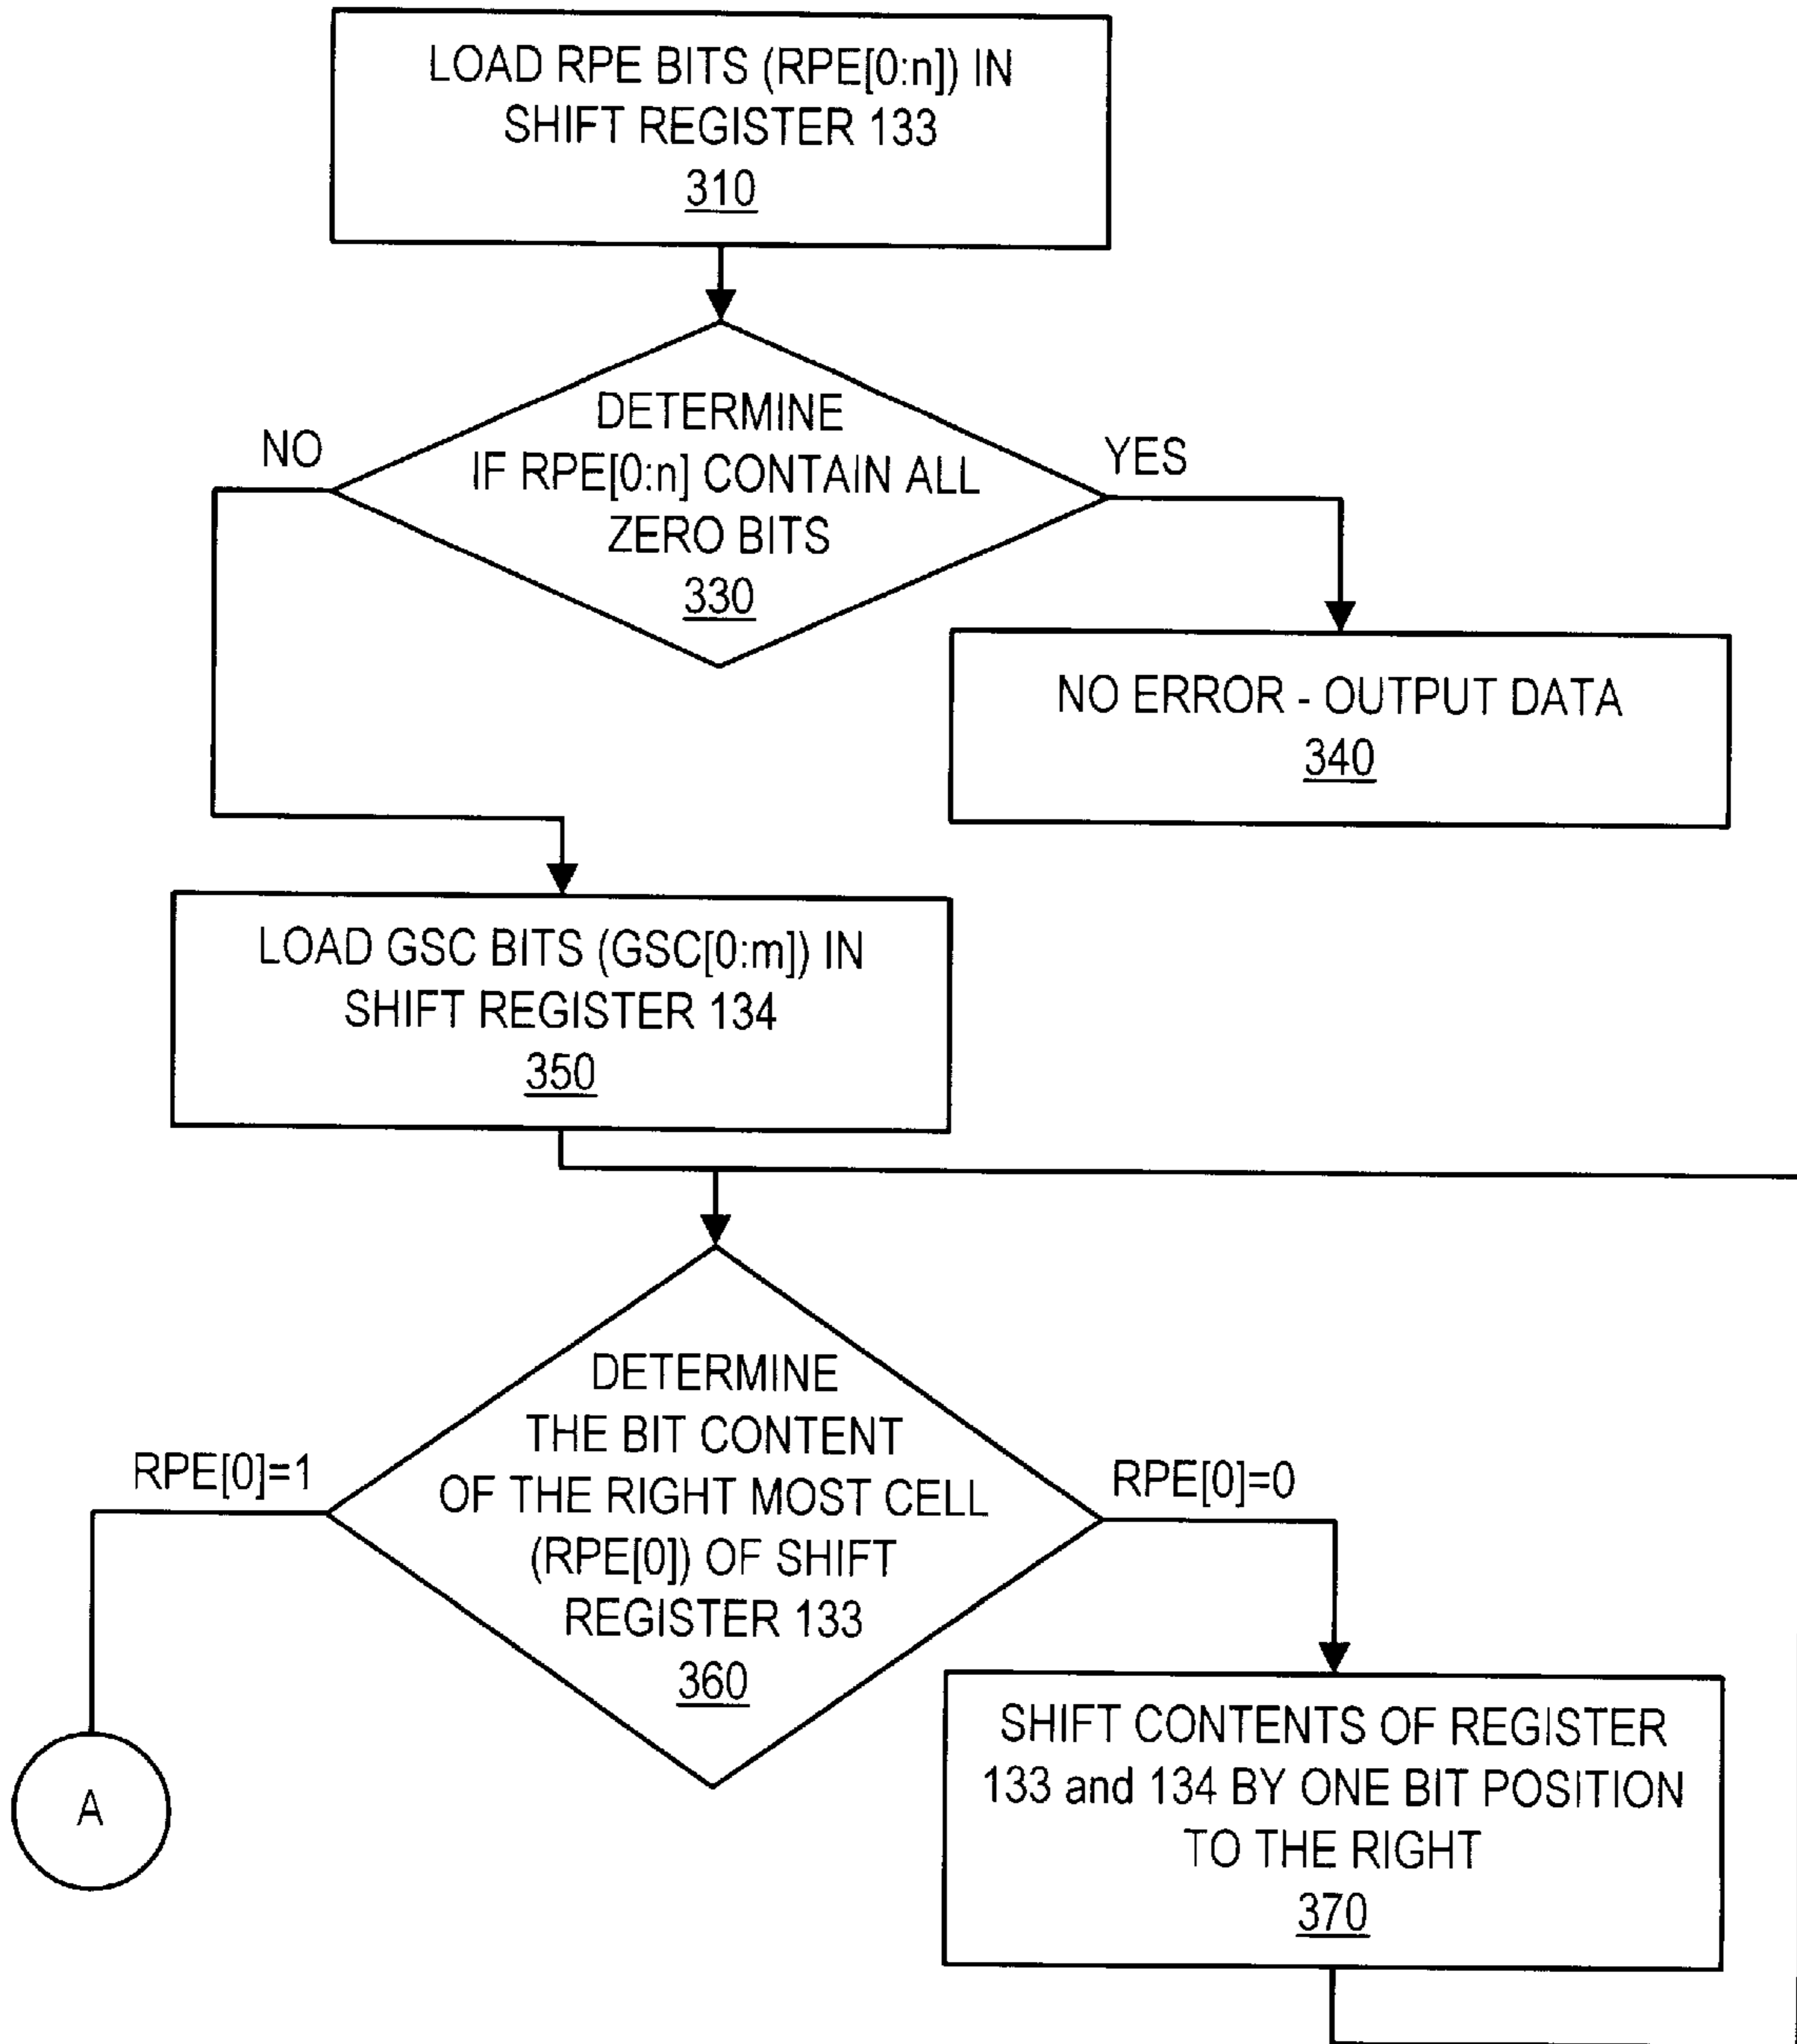 LOAD RPE BITS (RPE[0:n]) IN
SHIFT REGISTER 133
310
DETERMINE
IF RPE[0:n] CONTAIN ALL
ZERO BITS
330
NO
YES
NO ERROR - OUTPUT DATA
340
LOAD GSC BITS (GSC[0:m]) IN
SHIFT REGISTER 134
350
DETERMINE
THE BIT CONTENT
OF THE RIGHT MOST CELL
(RPE[0]) OF SHIFT
REGISTER 133
360
RPE[0]=1
RPE[0]=0
A
SHIFT CONTENTS OF REGISTER
133 and 134 BY ONE BIT POSITION
TO THE RIGHT
370